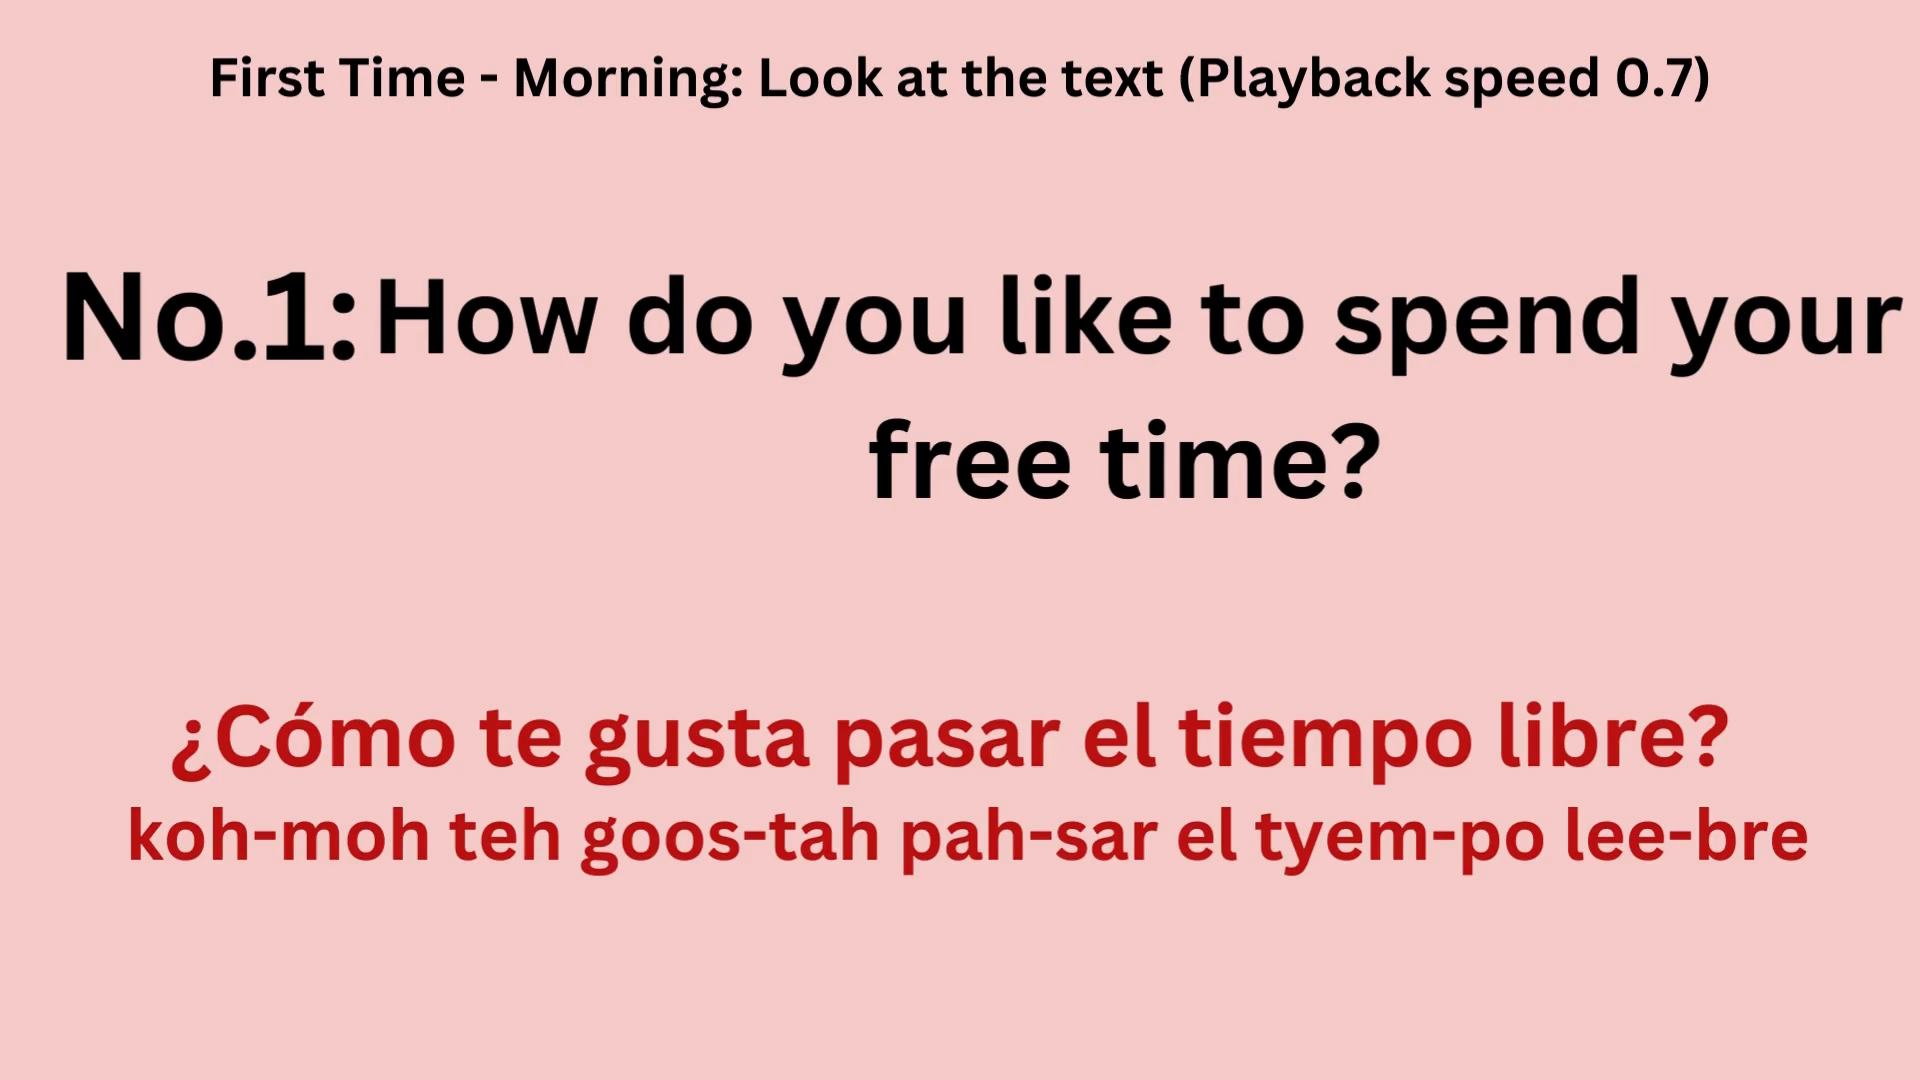 First Time - Morning: Look at the text (Playback speed 0.7)
No.1: How do you like to spend your
free time?
¿Cómo te gusta pasar el tiempo libre?
koh-moh teh goos-tah pah-sar el tyem-po lee-bre